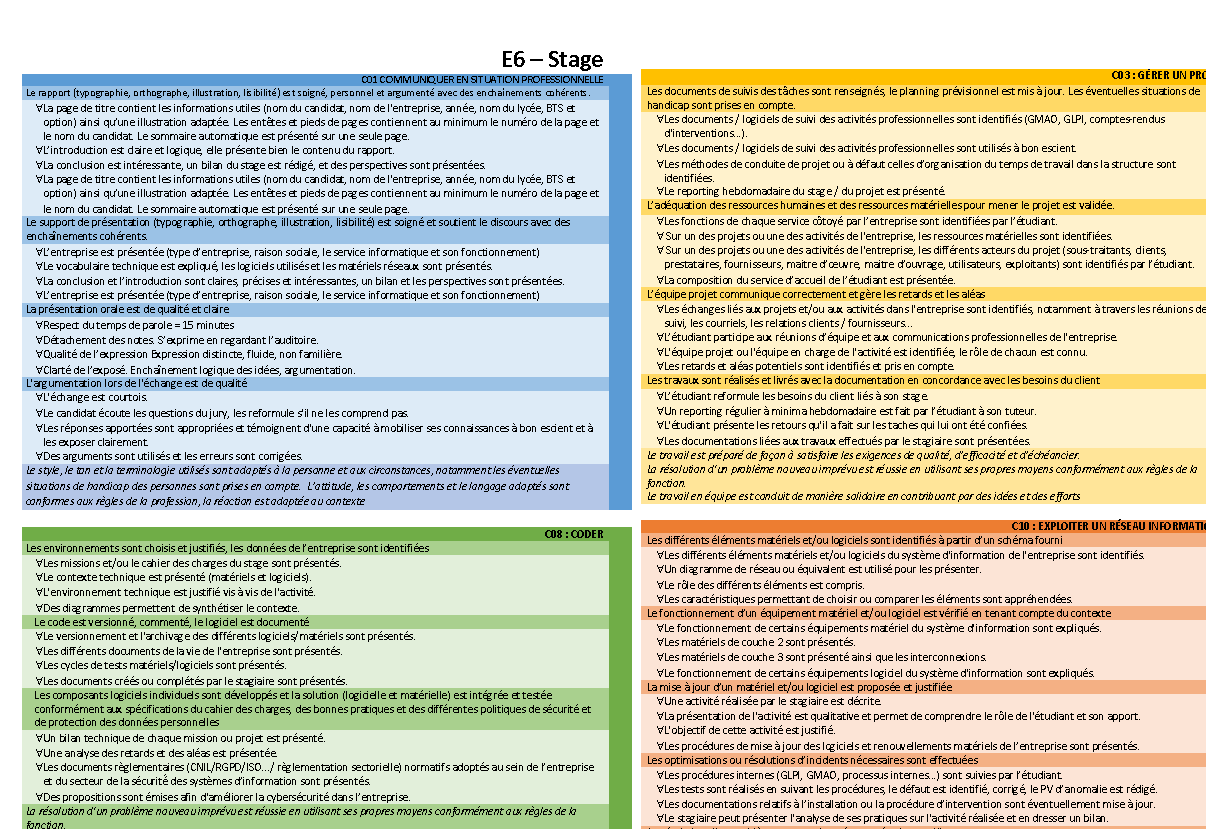 E6 – Stage
C01 COMMUNIQUER EN SITUATION PROFESSIONNELLE
Le rapport (typographie, orthographe, illustration, lisibilité) est soigné, personnel et argumenté avec des enchainements cohérents.
∀La page de titre contient les informations utiles (nom du candidat, nom de l'entreprise, année, nom du lycée, BTS et
option) ainsi qu'une illustration adaptée. Les entêtes et pieds de pages contiennent au minimum le numéro de la page et
le nom du candidat. Le sommaire automatique est présenté sur une seule page.
∀L'introduction est claire et logique, elle présente bien le contenu du rapport.
∀La conclusion est intéressante, un bilan du stage est rédigé, et des perspectives sont présentées.
∀La page de titre contient les informations utiles (nom du candidat, nom de l'entreprise, année, nom du lycée, BTS et
option) ainsi qu'une illustration adaptée. Les entêtes et pieds de pages contiennent au minimum le numéro de la page et
le nom du candidat. Le sommaire automatique est présenté sur une seule page.
Le support de présentation (typographie, orthographe, illustration, lisibilité) est soigné et soutient le discours avec des
enchaînements cohérents.
∀L'entreprise est présentée (type d'entreprise, raison sociale, le service informatique et son fonctionnement)
∀Le vocabulaire technique est expliqué, les logiciels utilisés et les matériels réseaux sont présentés.
∀La conclusion et l'introduction sont claires, précises et intéressantes, un bilan et les perspectives sont présentées.
∀L'entreprise est présentée (type d'entreprise, raison sociale, le service informatique et son fonctionnement)
La présentation orale est de qualité et claire
∀Respect du temps de parole = 15 minutes
∀Détachement des notes. S'exprime en regardant l'auditoire.
∀Qualité de l'expression Expression distincte, fluide, non familière.
∀Clarté de l'exposé. Enchaînement logique des idées, argumentation.
L'argumentation lors de l'échange est de qualité
∀L'échange est courtois.
∀Le candidat écoute les questions du jury, les reformule s'il ne les comprend pas.
∀Les réponses apportées sont appropriées et témoignent d'une capacité à mobiliser ses connaissances à bon escient et à
les exposer clairement.
∀Des arguments sont utilisés et les erreurs sont corrigées.
Le style, le ton et la terminologie utilisés sont adaptés à la personne et aux circonstances, notamment les éventuelles
situations de handicap des personnes sont prises en compte. L'attitude, les comportements et le langage adaptés sont
conformes aux règles de la profession, la réaction est adaptée au contexte
C03 : GÉRER UN PRO
Les documents de suivis des tâches sont renseignés, le planning prévisionnel est mis à jour. Les éventuelles situations de
handicap sont prises en compte.
∀Les documents / logiciels de suivi des activités professionnelles sont identifiés (GMAO, GLPI, comptes-rendus
d'interventions...).
∀Les documents / logiciels de suivi des activités professionnelles sont utilisés à bon escient.
∀Les méthodes de conduite de projet ou à défaut celles d'organisation du temps de travail dans la structure sont
identifiées.
∀Le reporting hebdomadaire du stage / du projet est présenté.
L'adéquation des ressources humaines et des ressources matérielles pour mener le projet est validée.
∀Les fonctions de chaque service côtoyé par l'entreprise sont identifiées par l'étudiant.
∀Sur un des projets ou une des activités de l'entreprise, les ressources matérielles sont identifiées.
∀Sur un des projets ou une des activités de l'entreprise, les différents acteurs du projet (sous-traitants, clients,
prestataires, fournisseurs, maitre d'œuvre, maitre d'ouvrage, utilisateurs, exploitants) sont identifiés par l'étudiant.
∀La composition du service d'accueil de l'étudiant est présentée.
L'équipe projet communique correctement et gère les retards et les aléas
∀Les échanges liés aux projets et/ou aux activités dans l'entreprise sont identifiés, notamment à travers les réunions de
suivi, les courriels, les relations clients / fournisseurs...
∀L'étudiant participe aux réunions d'équipe et aux communications professionnelles de l'entreprise.
∀L'équipe projet ou l'équipe en charge de l'activité est identifiée, le rôle de chacun est connu.
∀Les retards et aléas potentiels sont identifiés et pris en compte.
Les travaux sont réalisés et livrés avec la documentation en concordance avec les besoins du client
∀L'étudiant reformule les besoins du client liés à son stage.
∀Un reporting régulier à minima hebdomadaire est fait par l'étudiant à son tuteur.
∀L'étudiant présente les retours qu'il a fait sur les taches qui lui ont été confiées.
∀Les documentations liées aux travaux effectués par le stagiaire sont présentées.
Le travail est préparé de façon à satisfaire les exigences de qualité, d'efficacité et d'échéancier.
La résolution d'un problème nouveau imprévu est réussie en utilisant ses propres moyens conformément aux règles de la
fonction.
Le travail en équipe est conduit de manière solidaire en contribuant par des idées et des efforts
C08 : CODER
Les environnements sont choisis et justifiés, les données de l'entreprise sont identifiées
∀Les missions et/ou le cahier des charges du stage sont présentés.
∀Le contexte technique est présenté (matériels et logiciels).
∀L'environnement technique est justifié vis à vis de l'activité.
∀Des diagrammes permettent de synthétiser le contexte.
Le code est versionné, commenté, le logiciel est documenté
∀Le versionnement et l'archivage des différents logiciels/matériels sont présentés.
∀Les différents documents de la vie de l'entreprise sont présentés.
∀Les cycles de tests matériels/logiciels sont présentés.
∀Les documents créés ou complétés par le stagiaire sont présentés.
Les composants logiciels individuels sont développés et la solution (logicielle et matérielle) est intégrée et testée
conformément aux spécifications du cahier des charges, des bonnes pratiques et des différentes politiques de sécurité et
de protection des données personnelles
∀Un bilan technique de chaque mission ou projet est présenté.
∀Une analyse des retards et des aléas est présentée.
∀Les documents règlementaires (CNIL/RGPD/ISO.../ règlementation sectorielle) normatifs adoptés au sein de l'entreprise
et du secteur de la sécurité des systèmes d'information sont présentés.
∀Des propositions sont émises afin d'améliorer la cybersécurité dans l'entreprise.
La résolution d'un problème nouveau imprévu est réussie en utilisant ses propres moyens conformément aux règles de la
fonction.
C10 : EXPLOITER UN RÉSEAU INFORMATI
Les différents éléments matériels et/ou logiciels sont identifiés à partir d'un schéma fourni
∀Les différents éléments matériels et/ou logiciels du système d'information de l'entreprise sont identifiés.
∀Un diagramme de réseau ou équivalent est utilisé pour les présenter.
∀Le rôle des différents éléments est compris.
∀Les caractéristiques permettant de choisir ou comparer les éléments sont appréhendées.
Le fonctionnement d'un équipement matériel et/ou logiciel est vérifié en tenant compte du contexte
∀Le fonctionnement de certains équipements matériel du système d'information sont expliqués.
∀Les matériels de couche 2 sont présentés.
∀Les matériels de couche 3 sont présenté ainsi que les interconnexions.
∀Le fonctionnement de certains équipements logiciel du système d'information sont expliqués.
La mise à jour d'un matériel et/ou logiciel est proposée et justifiée
∀Une activité réalisée par le stagiaire est décrite.
∀La présentation de l'activité est qualitative et permet de comprendre le rôle de l'étudiant et son apport.
∀L'objectif de cette activité est justifié.
∀Les procédures de mise à jour des logiciels et renouvellements matériels de l'entreprise sont présentés.
Les optimisations ou résolutions d'incidents nécessaires sont effectuées
∀Les procédures internes (GLPI, GMAO, processus internes...) sont suivies par l'étudiant.
∀Les tests sont réalisés en suivant les procédures, le défaut est identifié, corrigé, le PV d'anomalie est rédigé.
∀Les documentations relatifs à l'installation ou la procédure d'intervention sont éventuellement mise à jour.
∀Le stagiaire peut présenter l'analyse de ses pratiques sur l'activité réalisée et en dresser un bilan.